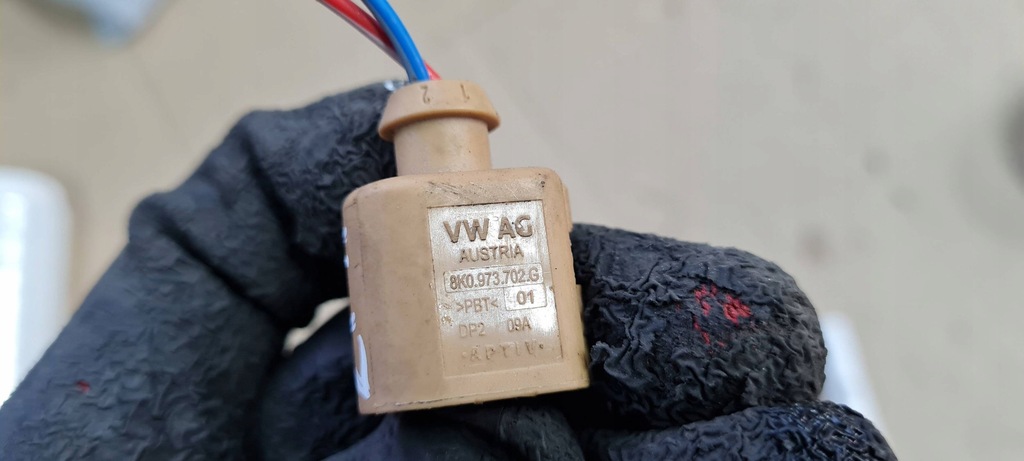 2 1
VW AG
AUSTRIA
8K0.973.702.G
>PBT< 01
DP2 09A
·APTIV·